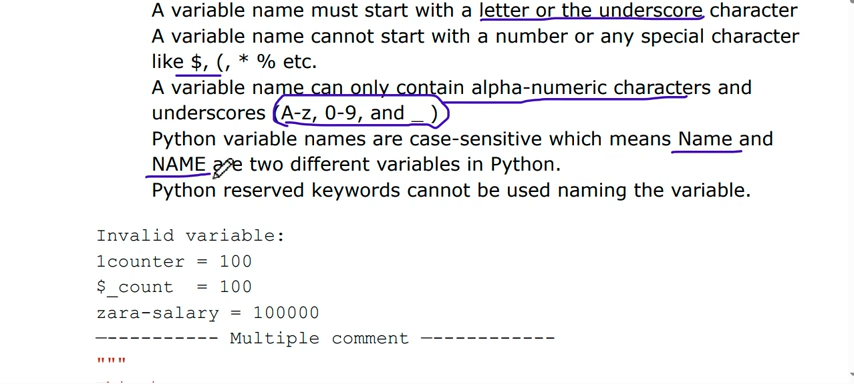 A variable name must start with a letter or the underscore character
A variable name cannot start with a number or any special character
like $, (, * % etc.
A variable name can only contain alpha-numeric characters and
underscores (A-z, 0-9, and _ )
Python variable names are case-sensitive which means Name and
NAME are two different variables in Python.
Python reserved keywords cannot be used naming the variable.
Invalid variable:
1counter = 100
$_count  = 100
zara-salary = 100000
—---------- Multiple comment —------------
"""